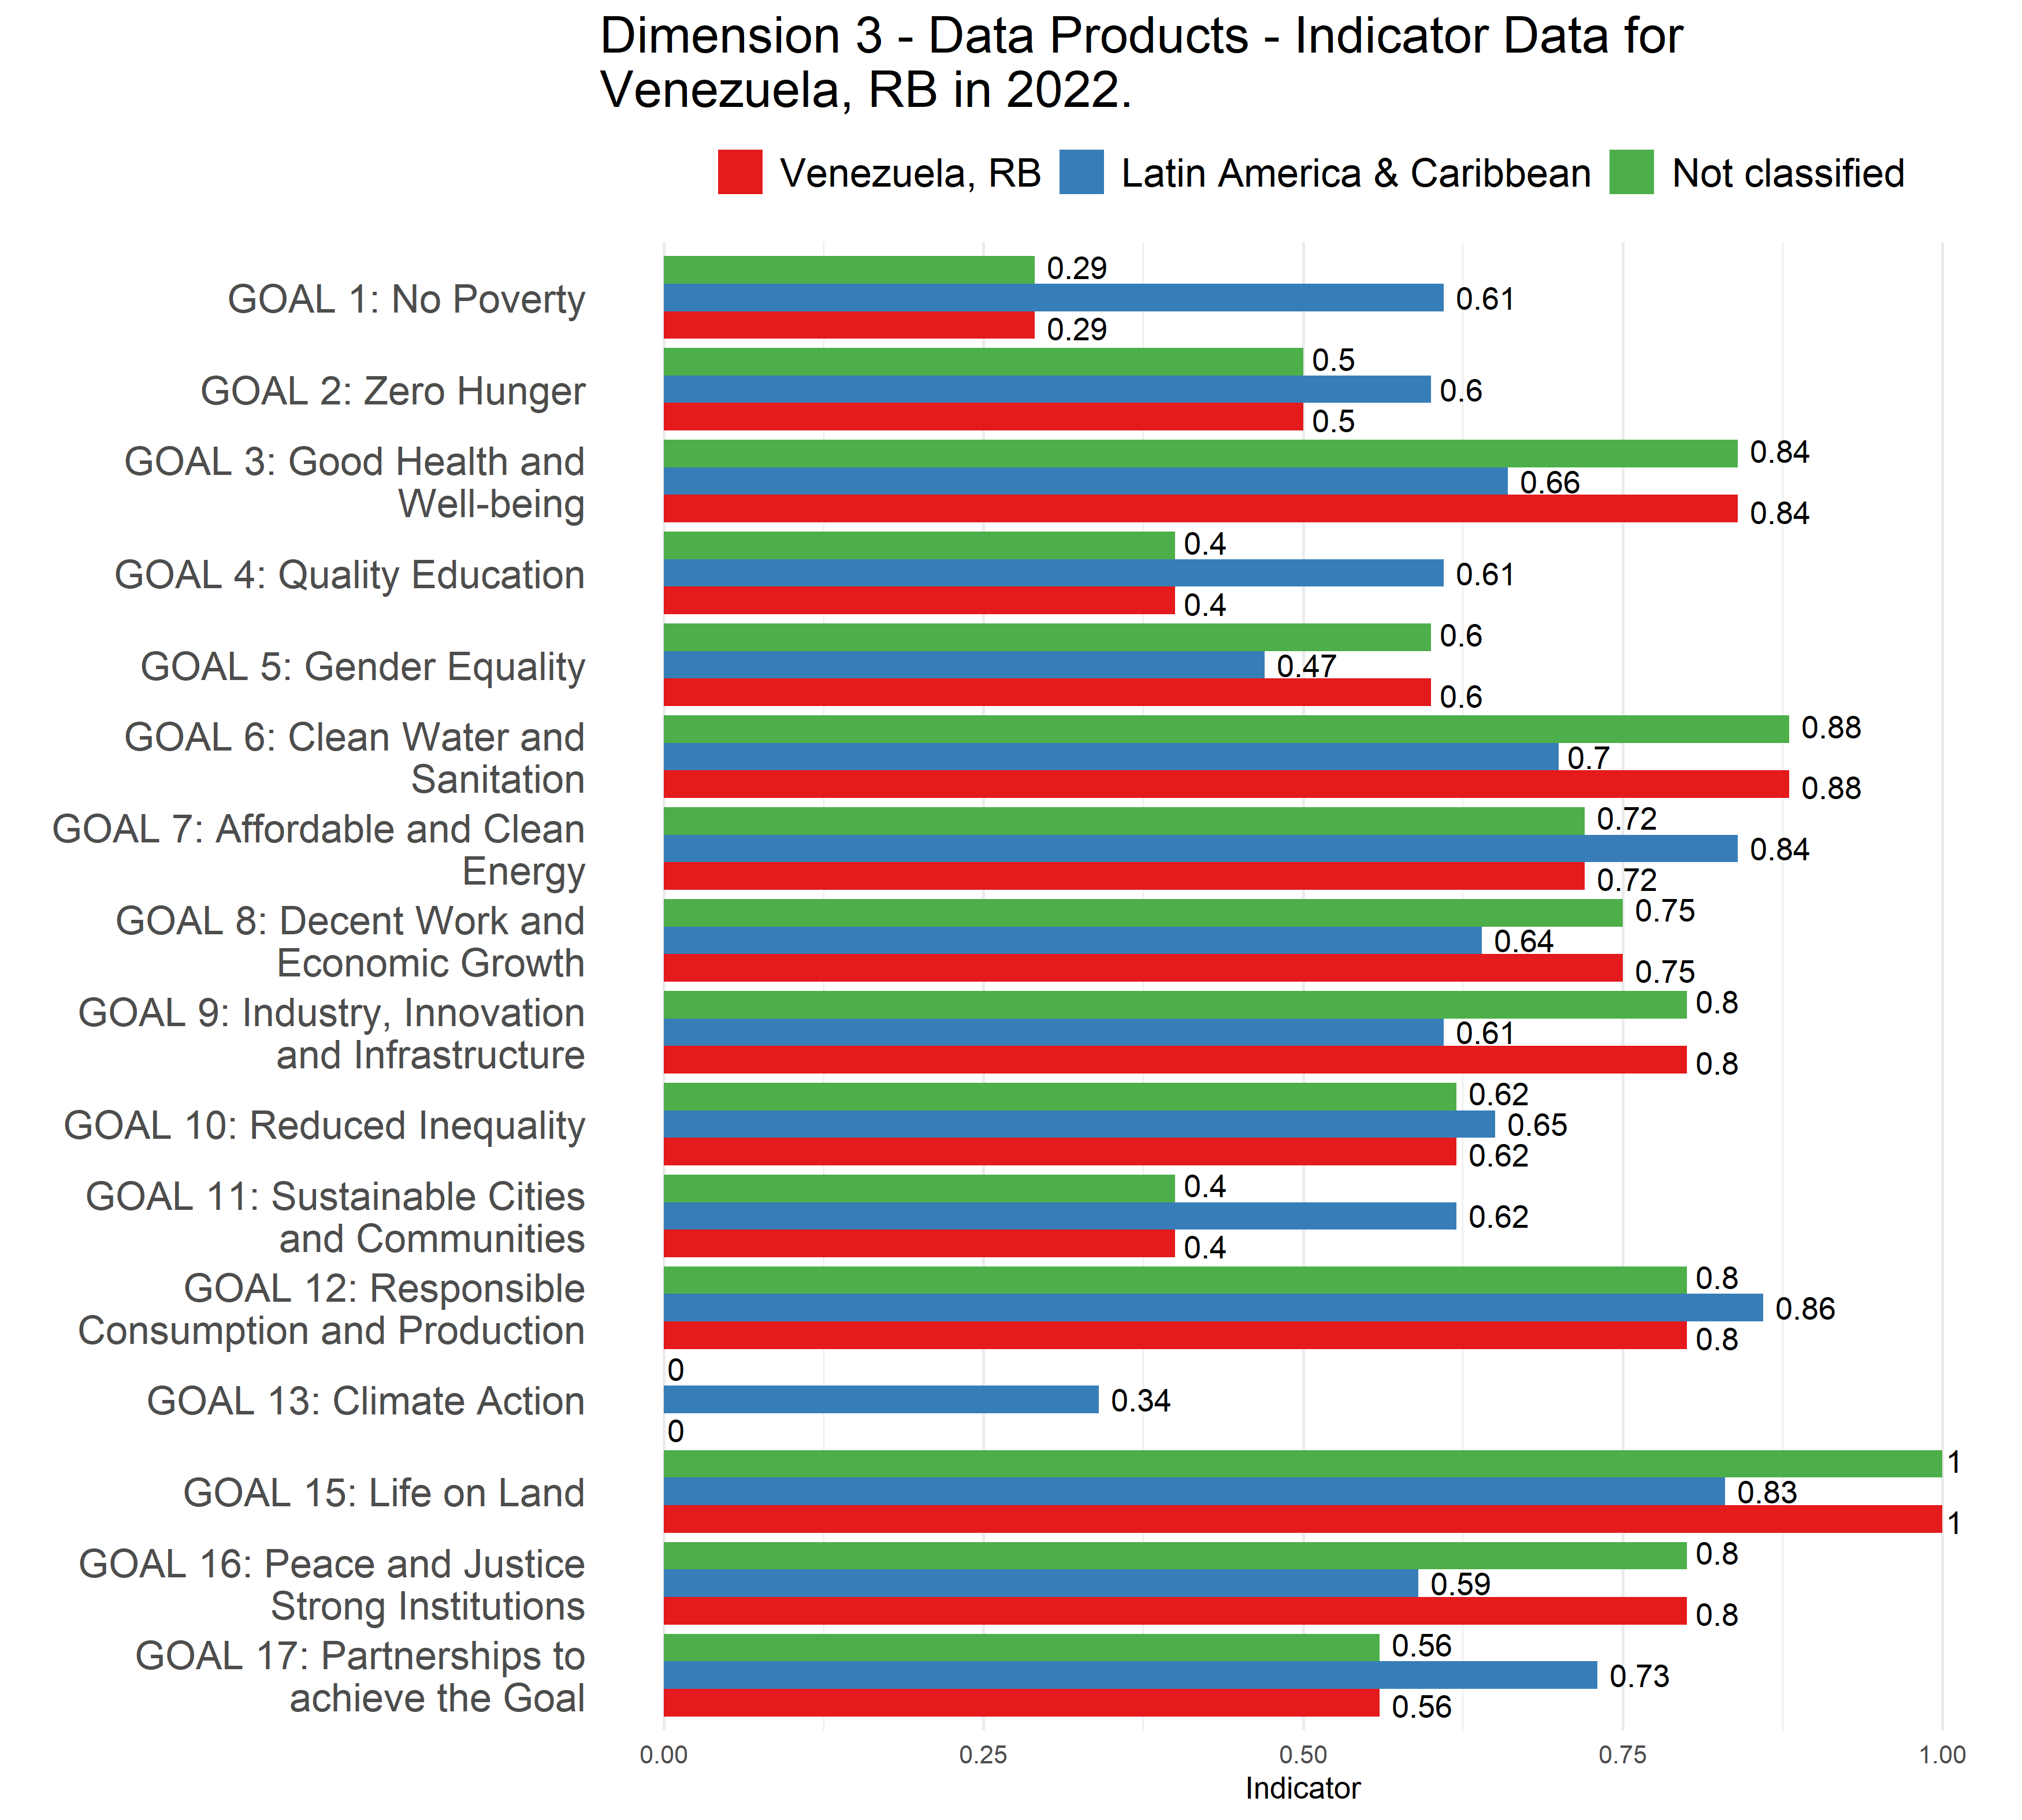 Dimension 3 - Data Products - Indicator Data for
Venezuela, RB in 2022.
Venezuela, RB
Latin America & Caribbean
Not classified
GOAL 1: No Poverty
0.29
0.61
0.29
GOAL 2: Zero Hunger
0.5
0.6
0.5
GOAL 3: Good Health and
Well-being
0.84
0.66
0.84
GOAL 4: Quality Education
0.4
0.61
0.4
GOAL 5: Gender Equality
0.6
0.47
0.6
GOAL 6: Clean Water and
Sanitation
0.88
0.7
0.88
GOAL 7: Affordable and Clean
Energy
0.72
0.84
0.72
GOAL 8: Decent Work and
Economic Growth
0.75
0.64
0.75
GOAL 9: Industry, Innovation
and Infrastructure
0.8
0.61
0.8
GOAL 10: Reduced Inequality
0.62
0.65
0.62
GOAL 11: Sustainable Cities
and Communities
0.4
0.62
0.4
GOAL 12: Responsible
Consumption and Production
0.8
0.86
0.8
GOAL 13: Climate Action
0
0.34
0
GOAL 15: Life on Land
1
0.83
1
GOAL 16: Peace and Justice
Strong Institutions
0.8
0.59
0.8
GOAL 17: Partnerships to
achieve the Goal
0.56
0.73
0.56
0.00
0.25
0.50
0.75
1.00
Indicator